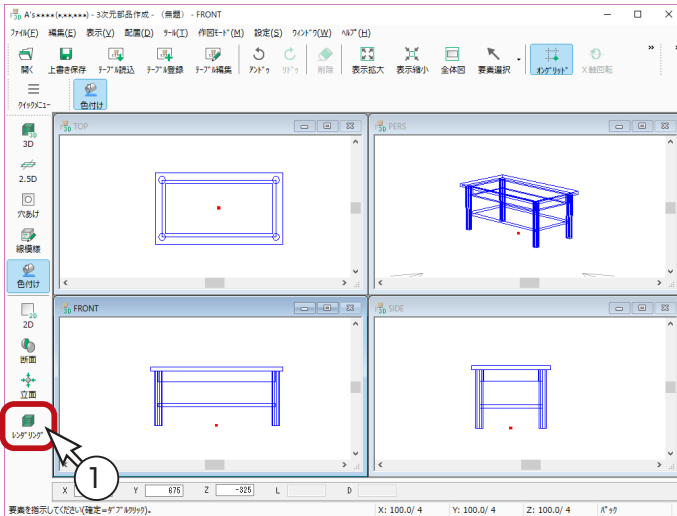 A's****(*.**.***) - 3次元部品作成 - （無題） - FRONT
ﾌｧｲﾙ(F) 編集(E) 表示(V) 配置(D) ﾂｰﾙ(T) 作図ﾓｰﾄﾞ(M) 設定(S) ｳｨﾝﾄﾞｳ(W) ﾍﾙﾌﾟ(H)
開く 上書き保存 ﾃｰﾌﾞﾙ読込 ﾃｰﾌﾞﾙ登録 ﾃｰﾌﾞﾙ編集 ｱﾝﾄﾞｩ ﾘﾄﾞｩ 削除 表示拡大 表示縮小 全体図 要素選択 ｵﾝｸﾞﾘｯﾄﾞ X軸回転
ｸｲｯｸﾒﾆｭｰ 色付け
3D
2.5D
穴あけ
線模様
色付け
2D
断面
立面
ﾚﾝﾀﾞﾘﾝｸﾞ
TOP
PERS
FRONT
SIDE
1
X Y 675 Z -325 L D
要素を指示してください(確定=ﾀﾞﾌﾞﾙｸﾘｯｸ)。 X: 100.0/ 4 Y: 100.0/ 4 Z: 100.0/ 4 ﾊﾟｯｸ